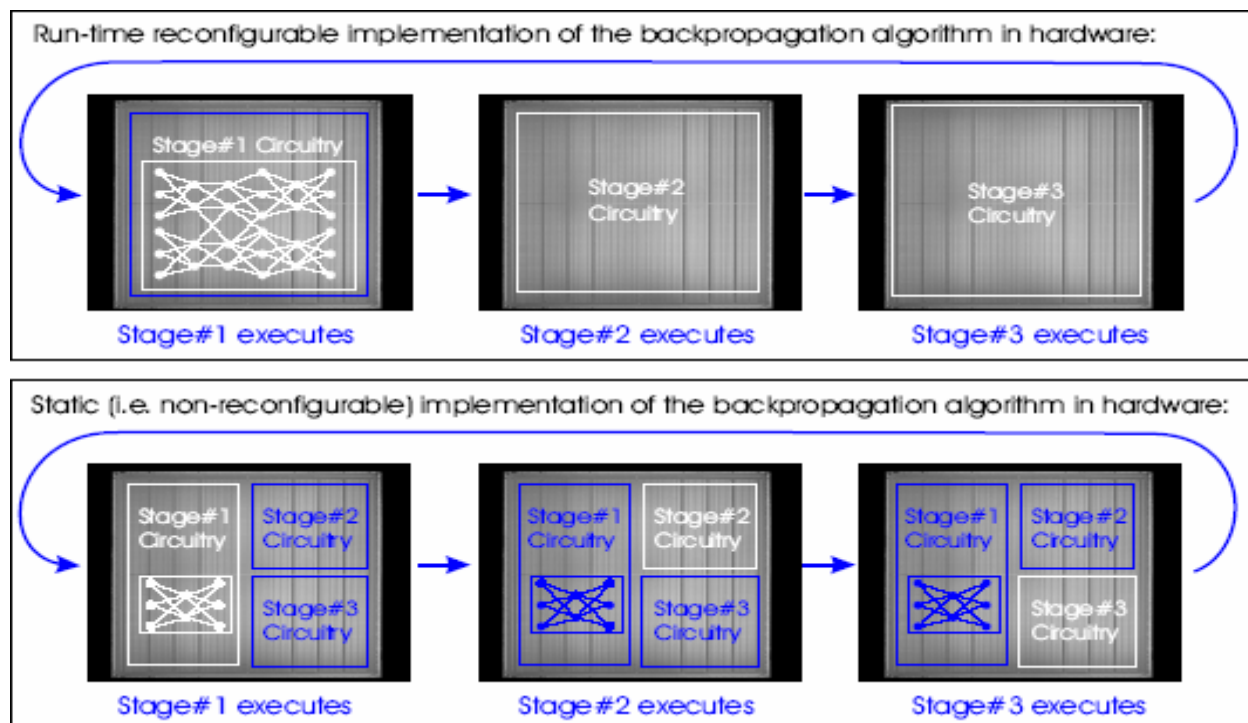 Run-time reconfigurable implementation of the backpropagation algorithm in hardware:
Stage#1 Circuitry
Stage#2
Circuitry
Stage#3
Circuitry
Stage#1 executes
Stage#2 executes
Stage#3 executes
Static (i.e. non-reconfigurable) implementation of the backpropagation algorithm in hardware:
Stage#1
Circuitry
Stage#2
Circuitry
Stage#3
Circuitry
Stage#1
Circuitry
Stage#2
Circuitry
Stage#3
Circuitry
Stage#1
Circuitry
Stage#2
Circuitry
Stage#3
Circuitry
Stage#1 executes
Stage#2 executes
Stage#3 executes